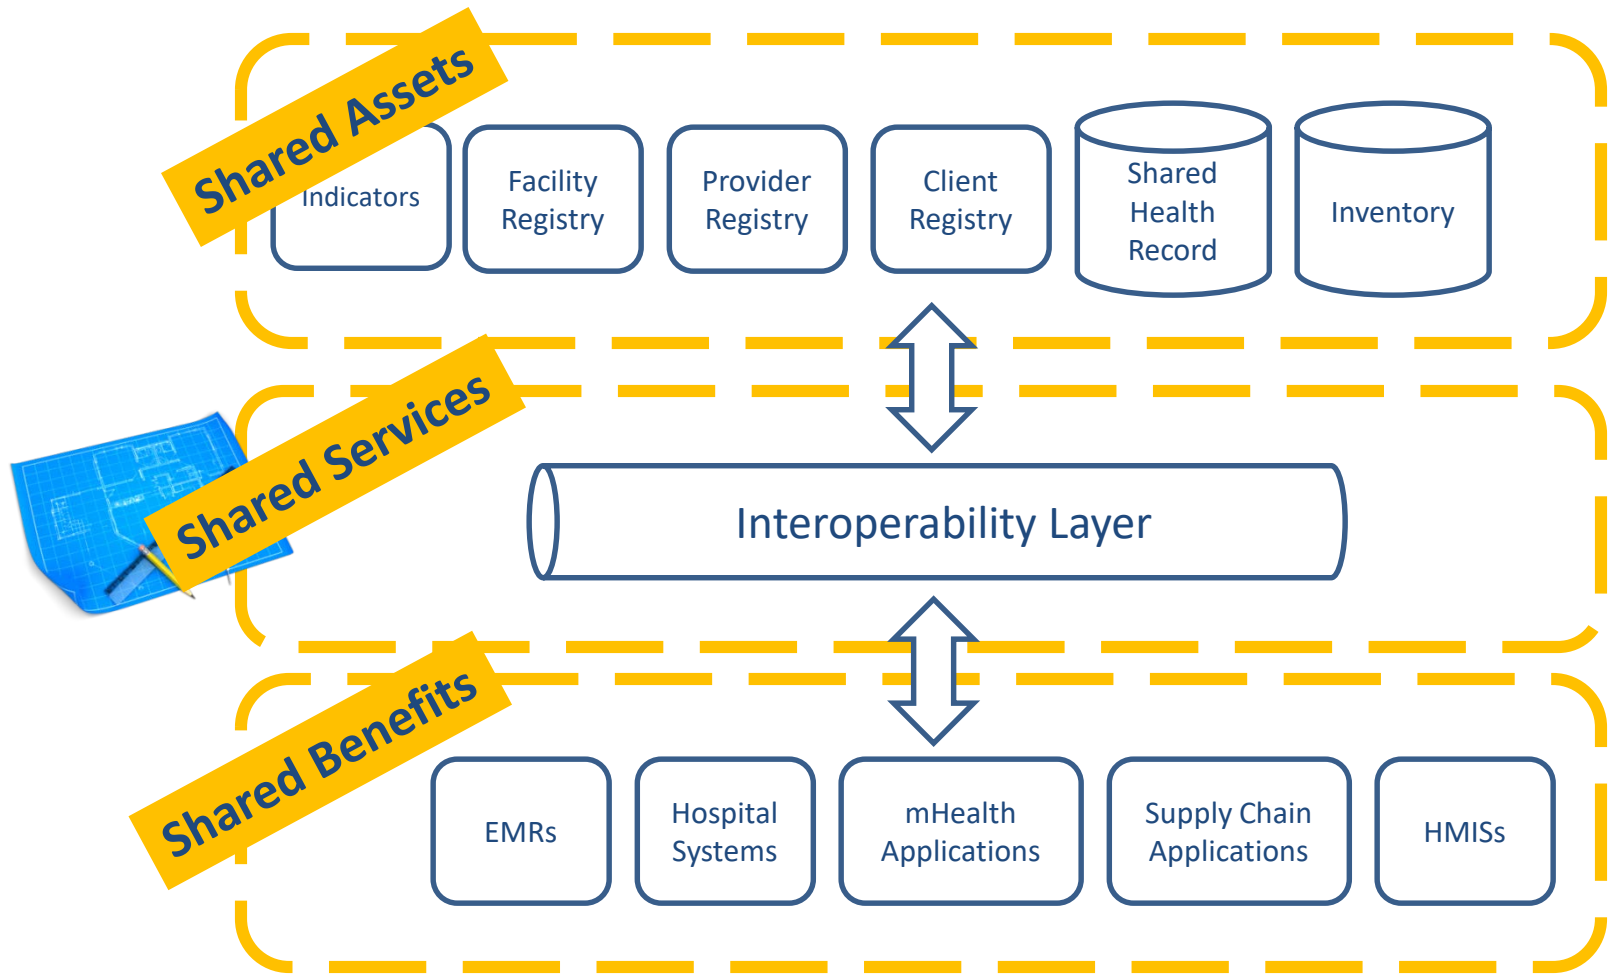 Shared Assets
Indicators
Facility
Registry
Provider
Registry
Client
Registry
Shared
Health
Record
Inventory
Shared Services
Interoperability Layer
Shared Benefits
EMRs
Hospital
Systems
mHealth
Applications
Supply Chain
Applications
HMISs